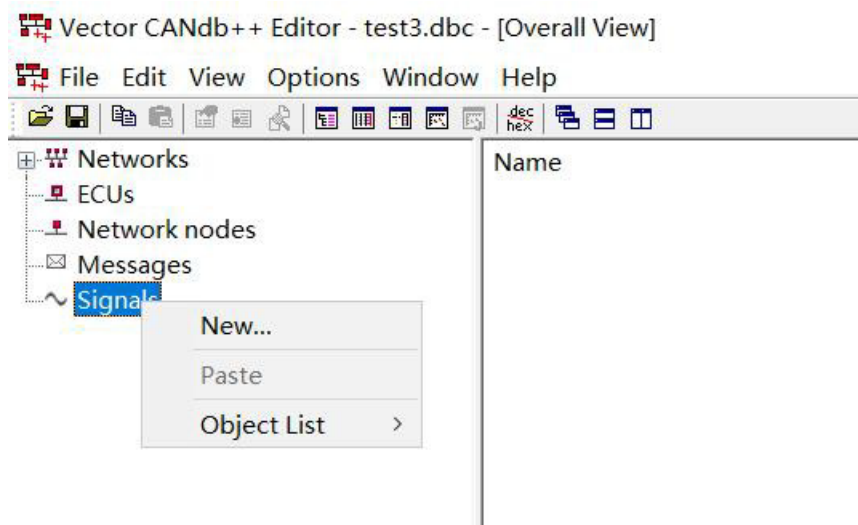 Vector CANdb++ Editor - test3.dbc - [Overall View]
File Edit View Options Window Help
dec
hex
Networks
Name
ECUs
Network nodes
Messages
Signals
New...
Paste
Object List